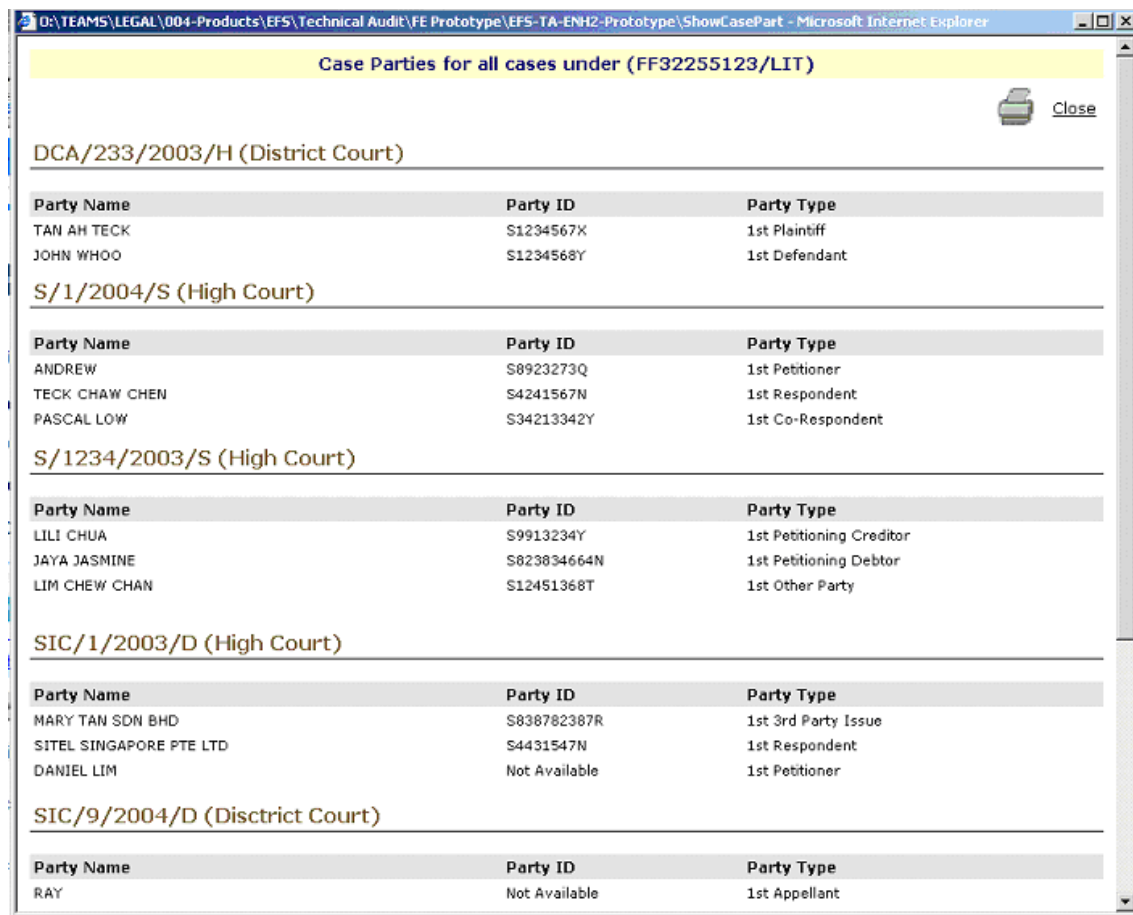 D:\TEAMS\LEGAL\004-Products\EFS\Technical Audit\FE Prototype\EFS-TA-ENH2-Prototype\ShowCasePart - Microsoft Internet Explorer
Case Parties for all cases under (FF32255123/LIT)
Close
DCA/233/2003/H (District Court)
Party Name Party ID Party Type
TAN AH TECK S1234567X 1st Plaintiff
JOHN WHOO S1234568Y 1st Defendant
S/1/2004/S (High Court)
Party Name Party ID Party Type
ANDREW S8923273Q 1st Petitioner
TECK CHAW CHEN S4241567N 1st Respondent
PASCAL LOW S34213342Y 1st Co-Respondent
S/1234/2003/S (High Court)
Party Name Party ID Party Type
LILI CHUA S9913234Y 1st Petitioning Creditor
JAYA JASMINE S823834664N 1st Petitioning Debtor
LIM CHEW CHAN S12451368T 1st Other Party
SIC/1/2003/D (High Court)
Party Name Party ID Party Type
MARY TAN SDN BHD S838782387R 1st 3rd Party Issue
SITEL SINGAPORE PTE LTD S4431547N 1st Respondent
DANIEL LIM Not Available 1st Petitioner
SIC/9/2004/D (Disctrict Court)
Party Name Party ID Party Type
RAY Not Available 1st Appellant